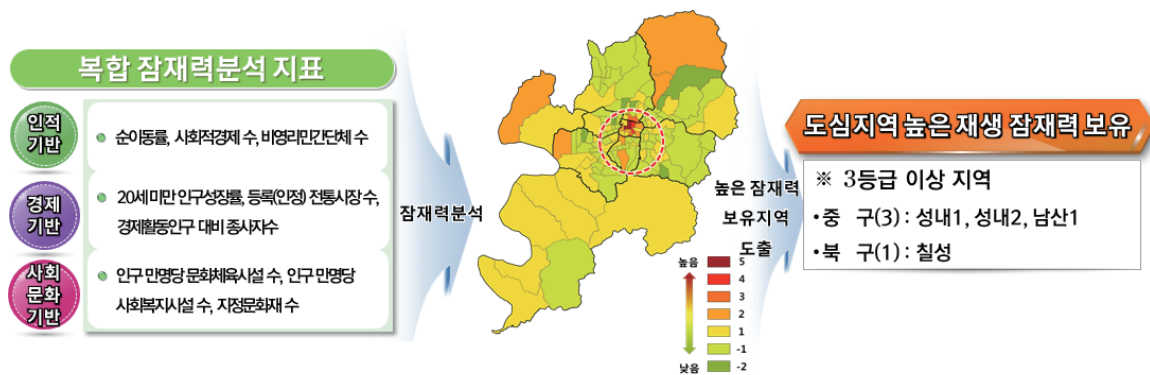 복합 잠재력분석 지표
인적
기반
순이동률, 사회적경제 수, 비영리민간단체 수
경제
기반
20세 미만 인구성장률, 등록(인정) 전통시장 수,
경제활동인구 대비 종사자수
사회
문화
기반
인구 만명당 문화체육시설 수, 인구 만명당
사회복지시설 수, 지정문화재 수
잠재력분석
높음
낮음
5
4
3
2
1
-1
-2
높은 잠재력
보유지역
도출
도심지역 높은 재생 잠재력 보유
※ 3등급 이상 지역
•중 구(3) : 성내1, 성내2, 남산1
•북 구(1) : 칠성